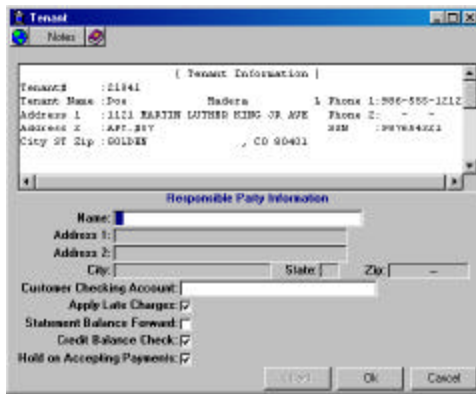 Tenant
Notes
[ Tenant Information ]
Tenant# :21841
Tenant Name :Doe Madera L Phone 1:986-555-1212
Address 1 :1121 MARTIN LUTHER KING JR AVE Phone 2: - -
Address 2 :APT. SSN :987654321
City ST Zip :GOLDEN , CO 80401
Responsible Party Information
Name:
Address 1:
Address 2:
City: State: Zip: -
Customer Checking Account:
Apply Late Charges:
Statement Balance Forward:
Credit Balance Check:
Hold on Accepting Payments:
Ok Cancel